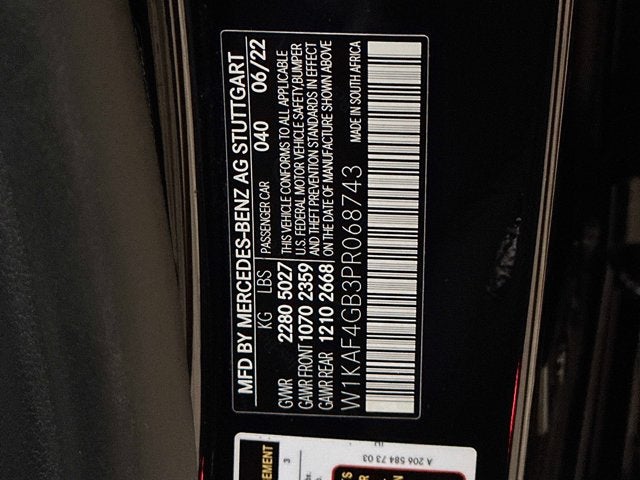 MFD BY MERCEDES-BENZ AG STUTTGART
KG LBS PASSENGER CAR 040 06/22
GVWR 2280 5027 THIS VEHICLE CONFORMS TO ALL APPLICABLE
GAWR FRONT 1070 2359 U.S. FEDERAL MOTOR VEHICLE SAFETY,BUMPER
AND THEFT PREVENTION STANDARDS IN EFFECT
GAWR REAR 1210 2668 ON THE DATE OF MANUFACTURE SHOWN ABOVE
W1KAF4GB3PR068743 MADE IN SOUTH AFRICA
EMENT
3
A 206 584 73 03